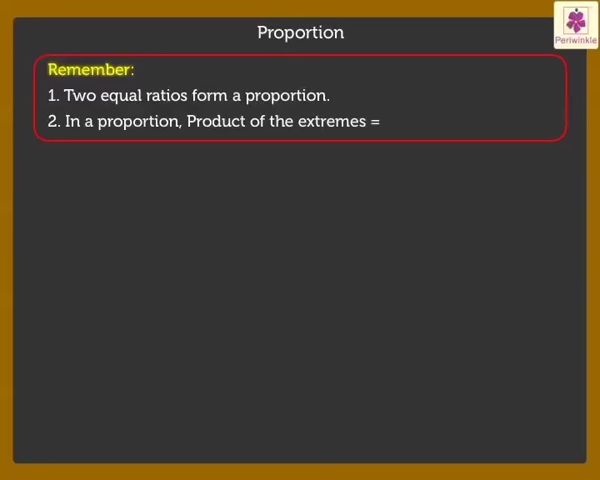 Proportion
Periwinkle
Remember:
1. Two equal ratios form a proportion.
2. In a proportion, Product of the extremes =